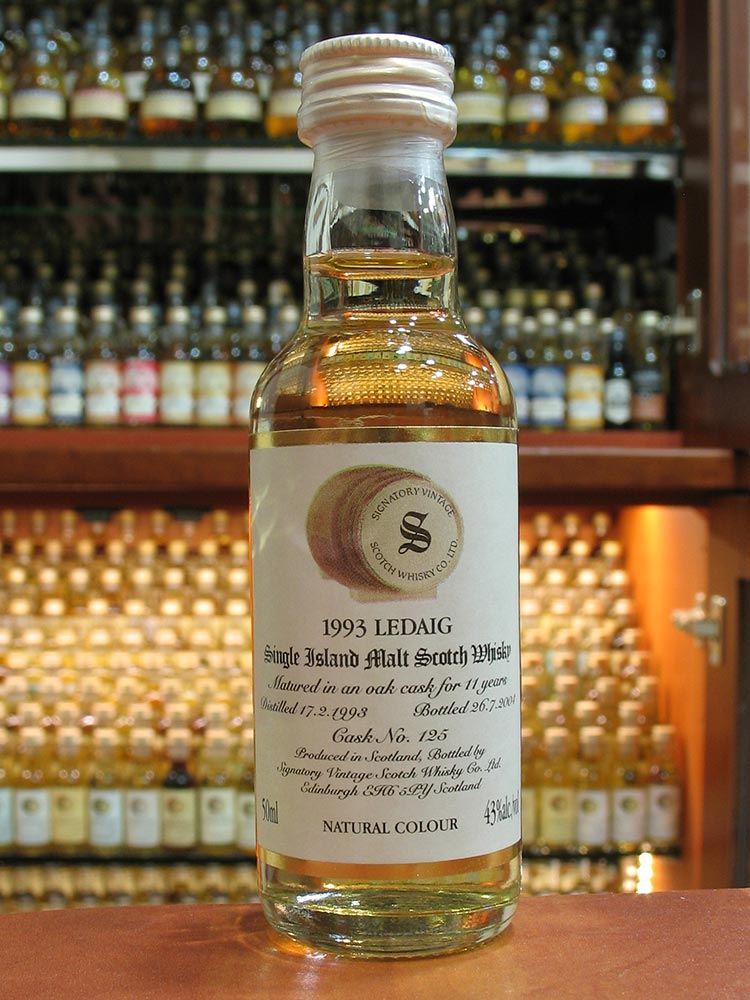 SIGNATORY VINTAGE
S
SCOTCH WHISKY CO. LTD.
1993 LEDAIG
Single Island Malt Scotch Whisky
Matured in an oak cask for 11 years
Distilled 17.2.1993 Bottled 26.7.2004
Cask No. 125
Produced in Scotland, Bottled by
Signatory Vintage Scotch Whisky Co. Ltd.
Edinburgh EH6 5PY Scotland
50ml NATURAL COLOUR 43%alc/vol